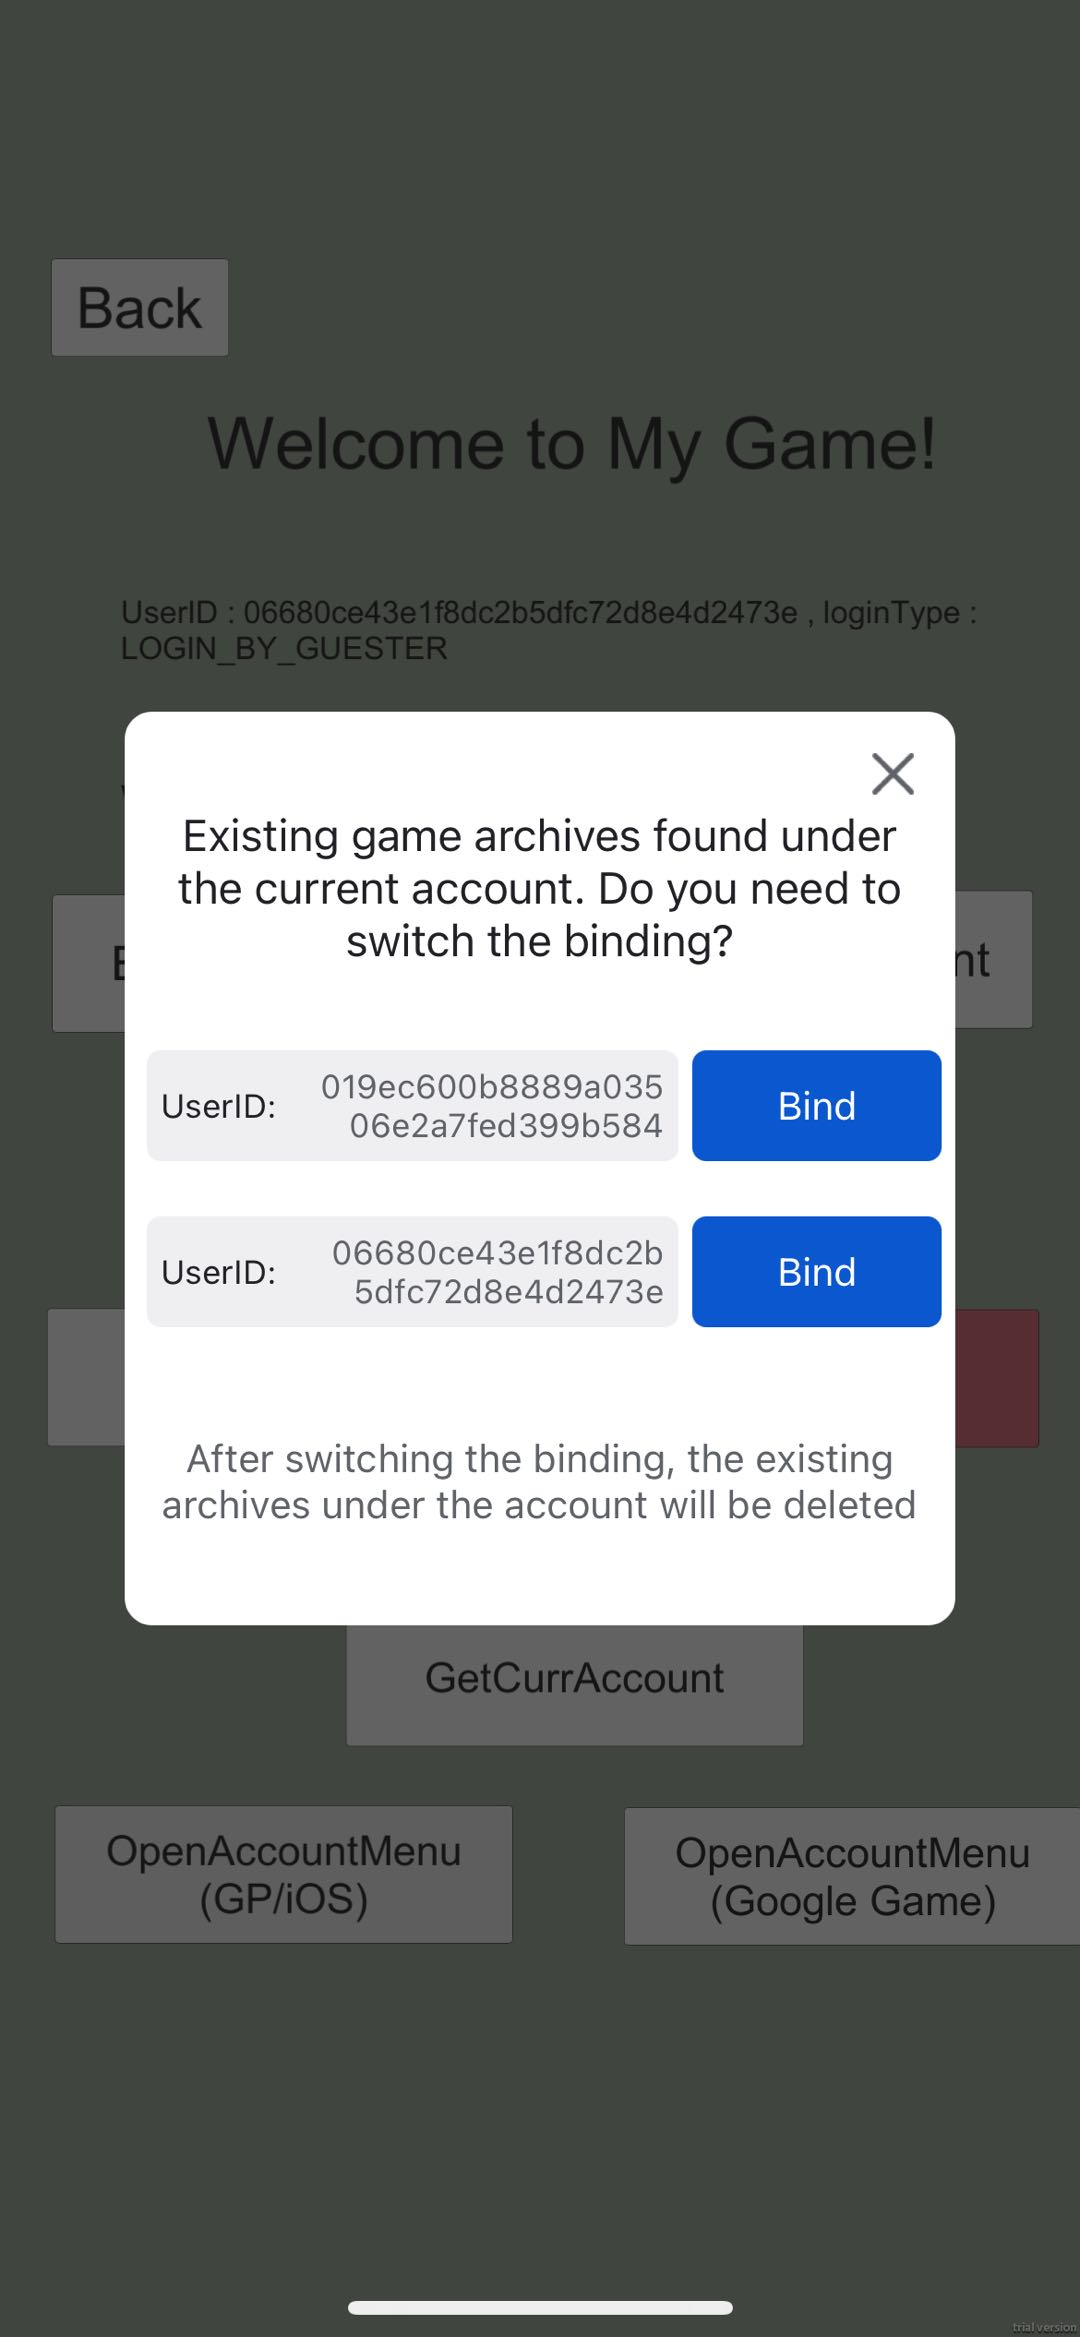 Back
Welcome to My Game!
UserID : 06680ce43e1f8dc2b5dfc72d8e4d2473e , loginType :
LOGIN_BY_GUESTER
Existing game archives found under
the current account. Do you need to
switch the binding?
nt
UserID:
019ec600b8889a035
06e2a7fed399b584
Bind
UserID:
06680ce43e1f8dc2b
5dfc72d8e4d2473e
Bind
After switching the binding, the existing
archives under the account will be deleted
GetCurrAccount
OpenAccountMenu
(GP/iOS)
OpenAccountMenu
(Google Game)
trial version